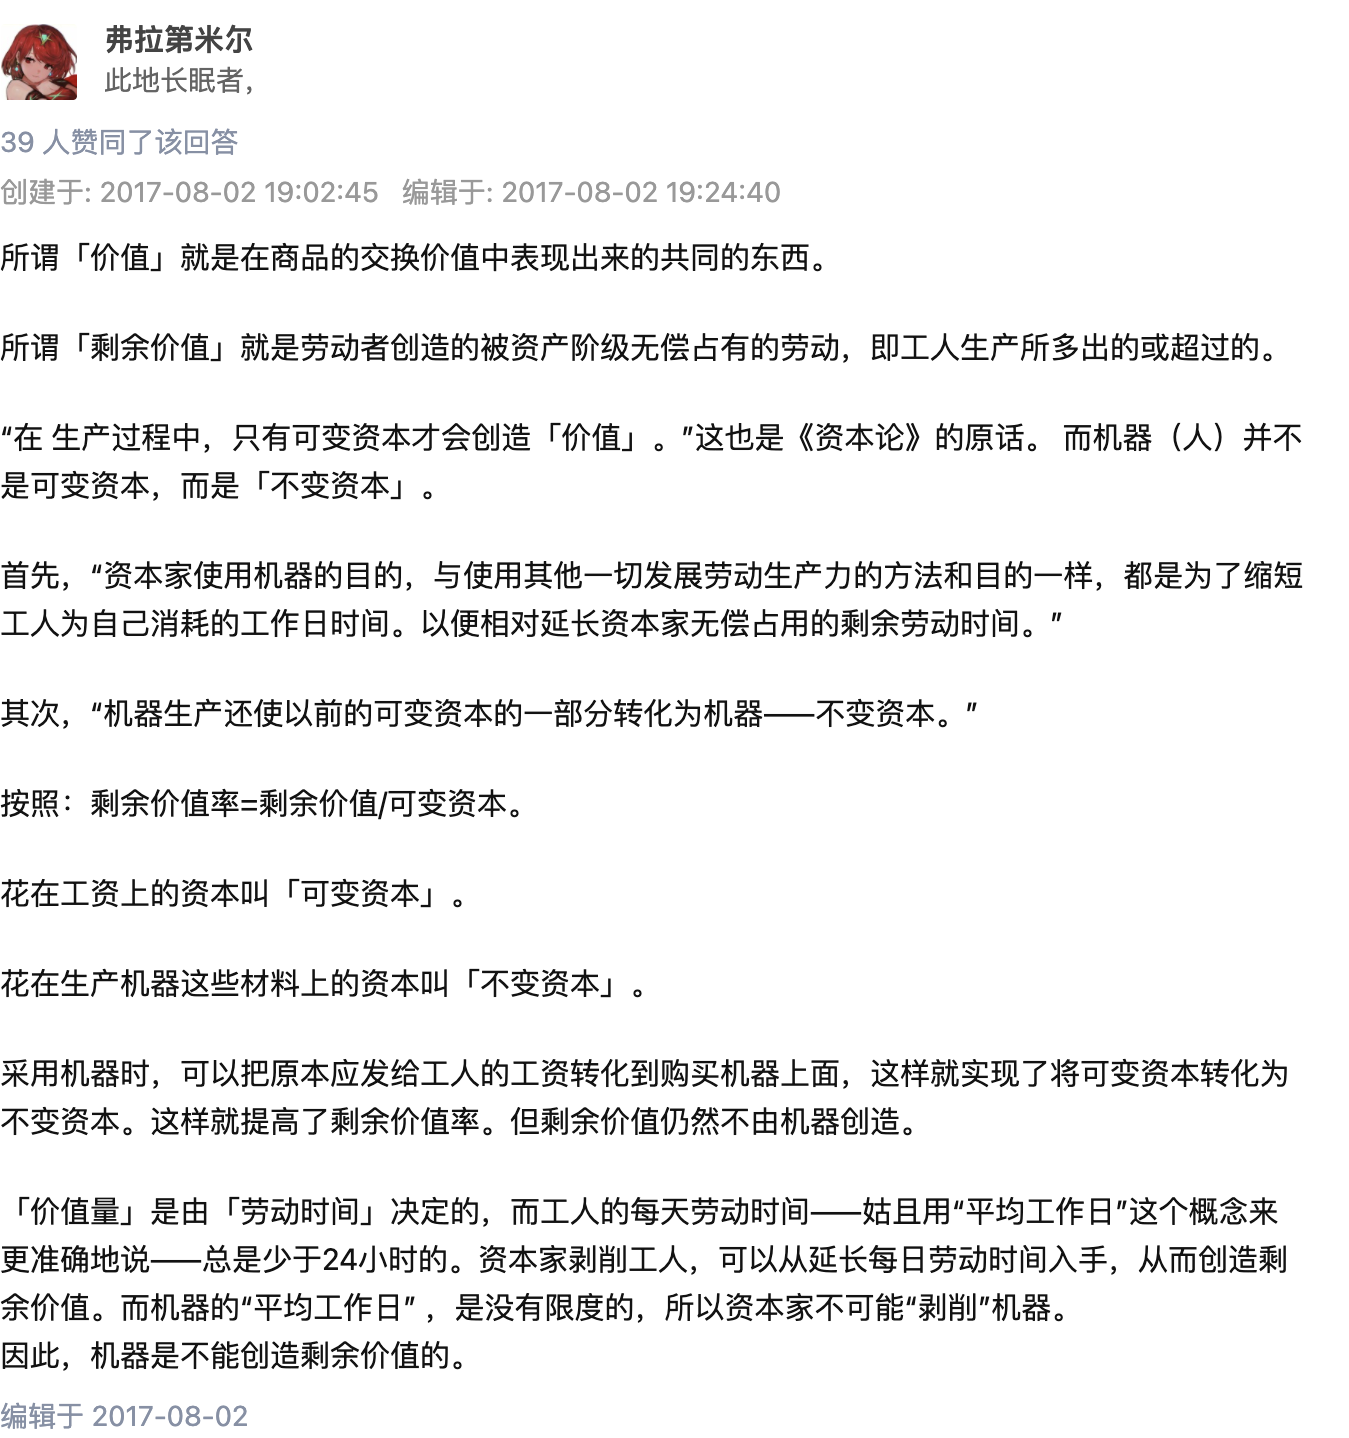 弗拉第米尔
此地长眠者，
39 人赞同了该回答
创建于: 2017-08-02 19:02:45 编辑于: 2017-08-02 19:24:40
所谓「价值」就是在商品的交换价值中表现出来的共同的东西。
所谓「剩余价值」就是劳动者创造的被资产阶级无偿占有的劳动，即工人生产所多出的或超过的。
“在 生产过程中，只有可变资本才会创造「价值」。”这也是《资本论》的原话。 而机器（人）并不
是可变资本，而是「不变资本」。
首先，“资本家使用机器的目的，与使用其他一切发展劳动生产力的方法和目的一样，都是为了缩短
工人为自己消耗的工作日时间。以便相对延长资本家无偿占用的剩余劳动时间。”
其次，“机器生产还使以前的可变资本的一部分转化为机器——不变资本。”
按照：剩余价值率=剩余价值/可变资本。
花在工资上的资本叫「可变资本」。
花在生产机器这些材料上的资本叫「不变资本」。
采用机器时，可以把原本应发给工人的工资转化到购买机器上面，这样就实现了将可变资本转化为
不变资本。这样就提高了剩余价值率。但剩余价值仍然不由机器创造。
「价值量」是由「劳动时间」决定的，而工人的每天劳动时间——姑且用“平均工作日”这个概念来
更准确地说——总是少于24小时的。资本家剥削工人，可以从延长每日劳动时间入手，从而创造剩
余价值。而机器的“平均工作日” ，是没有限度的，所以资本家不可能“剥削”机器。
因此，机器是不能创造剩余价值的。
编辑于 2017-08-02